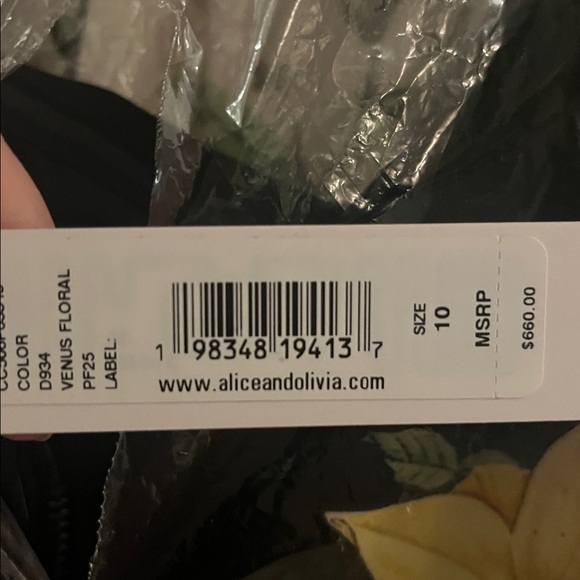 COLOR
D934
VENUS FLORAL
PF25
LABEL:
1 98348 19413 7
www.aliceandolivia.com
SIZE
10
MSRP
$660.00